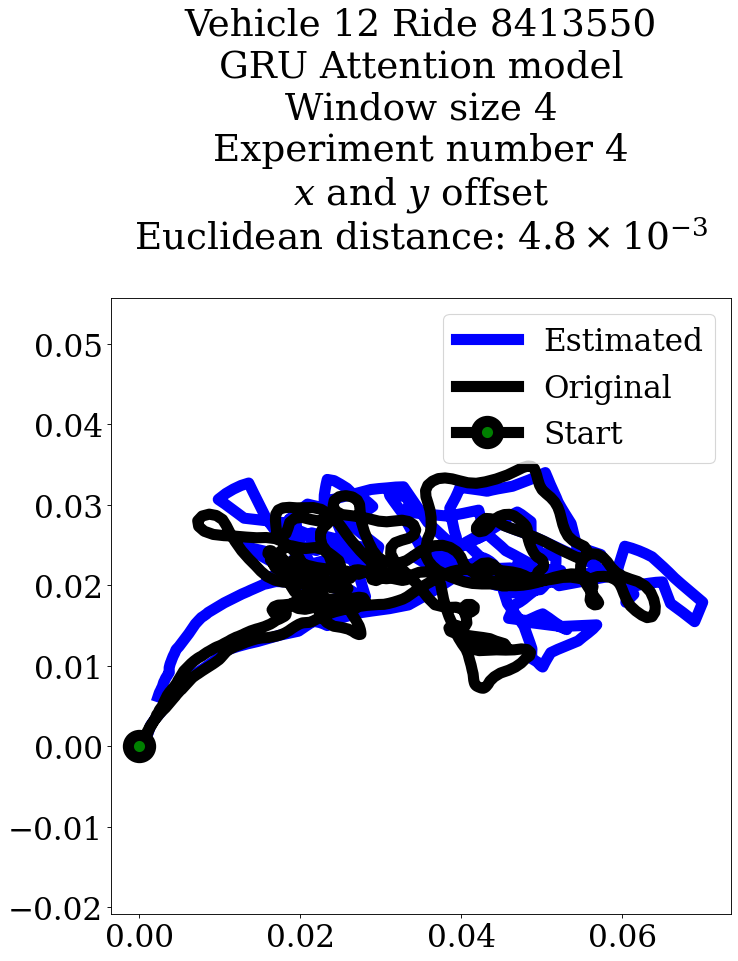 Vehicle 12 Ride 8413550
GRU Attention model
Window size 4
Experiment number 4
x and y offset
Euclidean distance: 4.8 × 10⁻³
Estimated
Original
Start
0.05
0.04
0.03
0.02
0.01
0.00
−0.01
−0.02
0.00 0.02 0.04 0.06